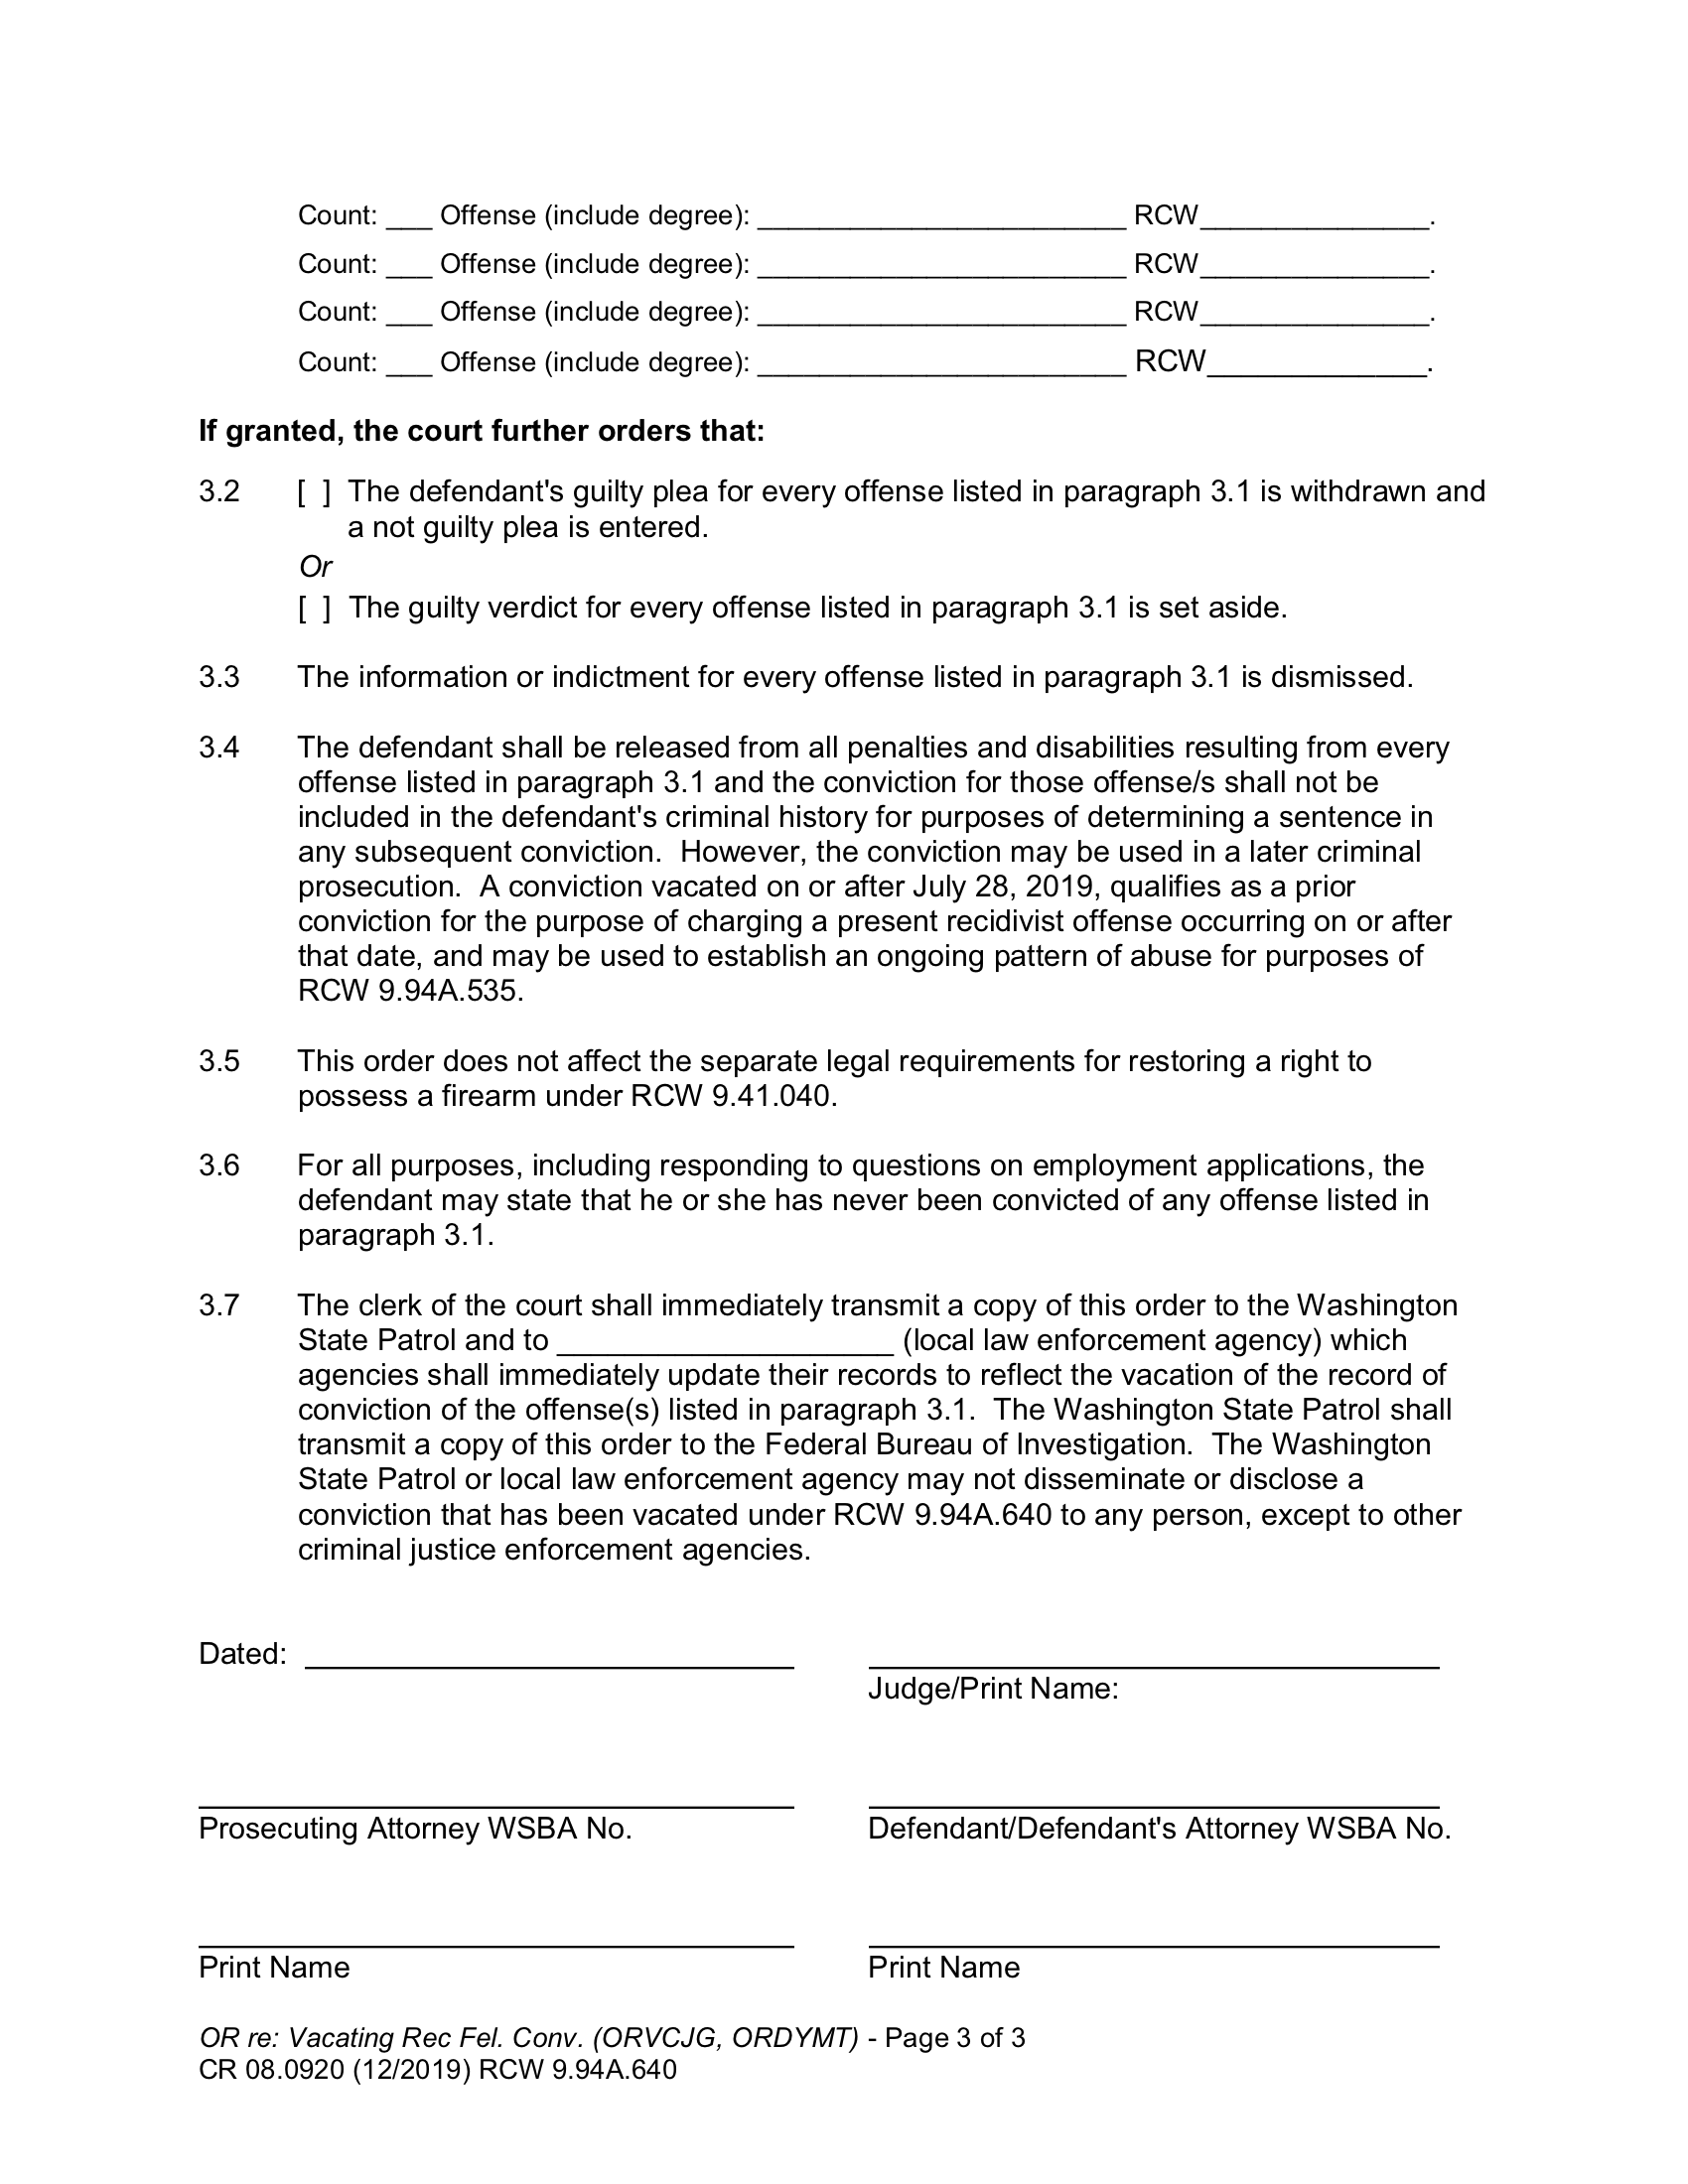 Count: ___ Offense (include degree): ________________________ RCW_______________.
Count: ___ Offense (include degree): ________________________ RCW_______________.
Count: ___ Offense (include degree): ________________________ RCW_______________.
Count: ___ Offense (include degree): ________________________ RCW_____________.
If granted, the court further orders that:
3.2 [ ] The defendant's guilty plea for every offense listed in paragraph 3.1 is withdrawn and
a not guilty plea is entered.
Or
[ ] The guilty verdict for every offense listed in paragraph 3.1 is set aside.
3.3 The information or indictment for every offense listed in paragraph 3.1 is dismissed.
3.4 The defendant shall be released from all penalties and disabilities resulting from every
offense listed in paragraph 3.1 and the conviction for those offense/s shall not be
included in the defendant's criminal history for purposes of determining a sentence in
any subsequent conviction.  However, the conviction may be used in a later criminal
prosecution.  A conviction vacated on or after July 28, 2019, qualifies as a prior
conviction for the purpose of charging a present recidivist offense occurring on or after
that date, and may be used to establish an ongoing pattern of abuse for purposes of
RCW 9.94A.535.
3.5 This order does not affect the separate legal requirements for restoring a right to
possess a firearm under RCW 9.41.040.
3.6 For all purposes, including responding to questions on employment applications, the
defendant may state that he or she has never been convicted of any offense listed in
paragraph 3.1.
3.7 The clerk of the court shall immediately transmit a copy of this order to the Washington
State Patrol and to ____________________ (local law enforcement agency) which
agencies shall immediately update their records to reflect the vacation of the record of
conviction of the offense(s) listed in paragraph 3.1.  The Washington State Patrol shall
transmit a copy of this order to the Federal Bureau of Investigation.  The Washington
State Patrol or local law enforcement agency may not disseminate or disclose a
conviction that has been vacated under RCW 9.94A.640 to any person, except to other
criminal justice enforcement agencies.
Dated: ____________________
Judge/Print Name:
Prosecuting Attorney WSBA No. Defendant/Defendant's Attorney WSBA No.
Print Name Print Name
OR re: Vacating Rec Fel. Conv. (ORVCJG, ORDYMT) - Page 3 of 3
CR 08.0920 (12/2019) RCW 9.94A.640